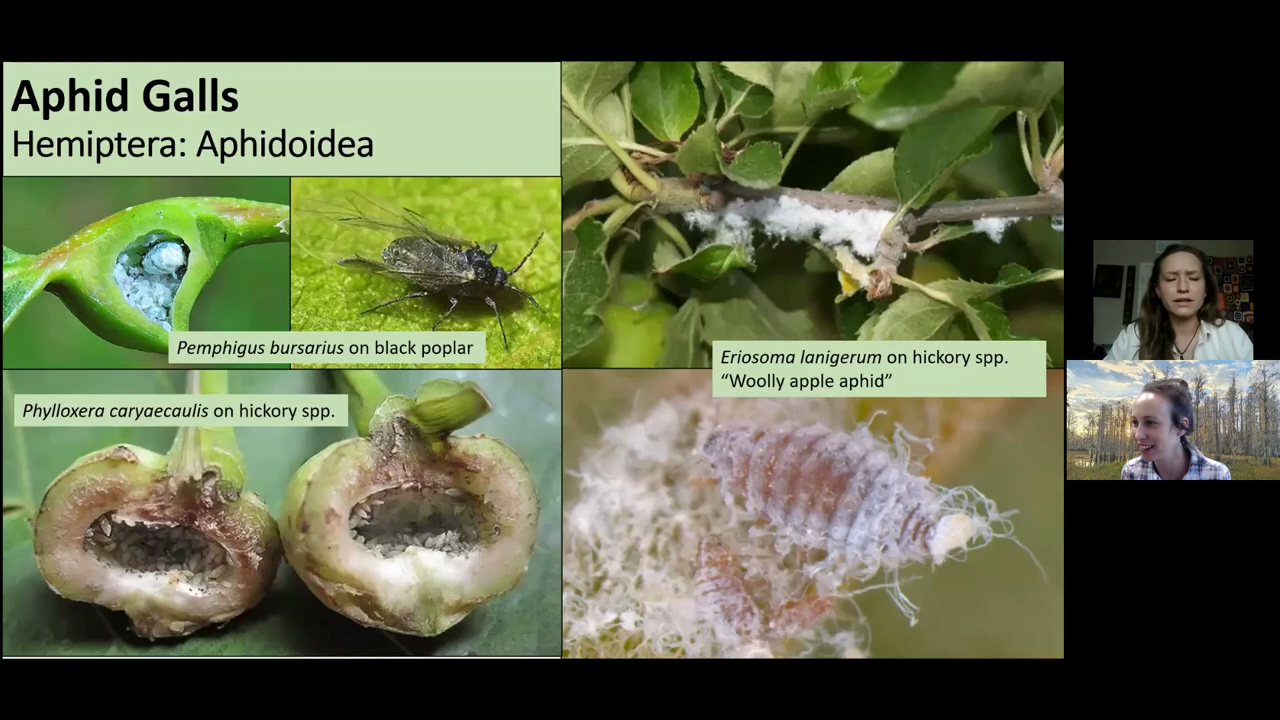 Aphid Galls
Hemiptera: Aphidoidea
Pemphigus bursarius on black poplar
Eriosoma lanigerum on hickory spp.
“Woolly apple aphid”
Phylloxera caryaecaulis on hickory spp.